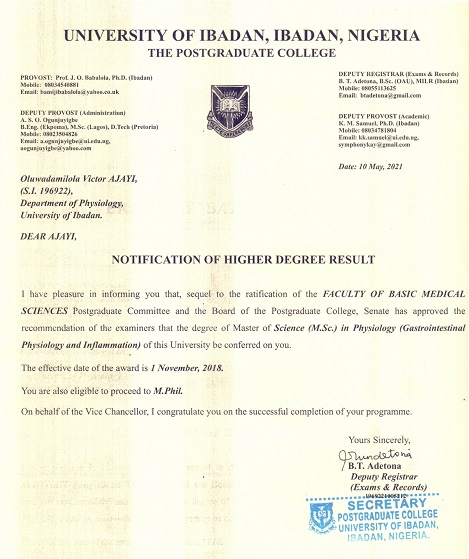 UNIVERSITY OF IBADAN, IBADAN, NIGERIA
THE POSTGRADUATE COLLEGE
PROVOST: Prof. J. O. Babalola, Ph.D. (Ibadan)
Mobile: 08034540881
Email: bamijibabalola@yahoo.co.uk
DEPUTY PROVOST (Administration)
A. S. O. Ogunjuyigbe
B.Eng. (Ekpoma), M.Sc. (Lagos), D.Tech (Pretoria)
Mobile: 08023504826
Email: a.ogunjuyigbe@ui.edu.ng,
aogunjuyigbe@yahoo.com
DEPUTY REGISTRAR (Exams & Records)
B. T. Adetona, B.Sc. (OAU), MILR (Ibadan)
Mobile: 08055113625
Email: btadetona@gmail.com
DEPUTY PROVOST (Academic)
K. M. Samuel, Ph.D. (Ibadan)
Mobile: 08034781804
Email: kk.samuel@ui.edu.ng,
symphonykay@gmail.com
Date: 10 May, 2021
Oluwadamilola Victor AJAYI,
(S.I. 196922),
Department of Physiology,
University of Ibadan.
DEAR AJAYI,
NOTIFICATION OF HIGHER DEGREE RESULT
I have pleasure in informing you that, sequel to the ratification of the FACULTY OF BASIC MEDICAL
SCIENCES Postgraduate Committee and the Board of the Postgraduate College, Senate has approved the
recommendation of the examiners that the degree of Master of Science (M.Sc.) in Physiology (Gastrointestinal
Physiology and Inflammation) of this University be conferred on you.
The effective date of the award is 1 November, 2018.
You are also eligible to proceed to M.Phil.
On behalf of the Vice Chancellor, I congratulate you on the successful completion of your programme.
Yours Sincerely,
B.T. Adetona
Deputy Registrar
(Exams & Records)
SECRETARY
POSTGRADUATE COLLEGE
UNIVERSITY OF IBADAN,
IBADAN, NIGERIA.